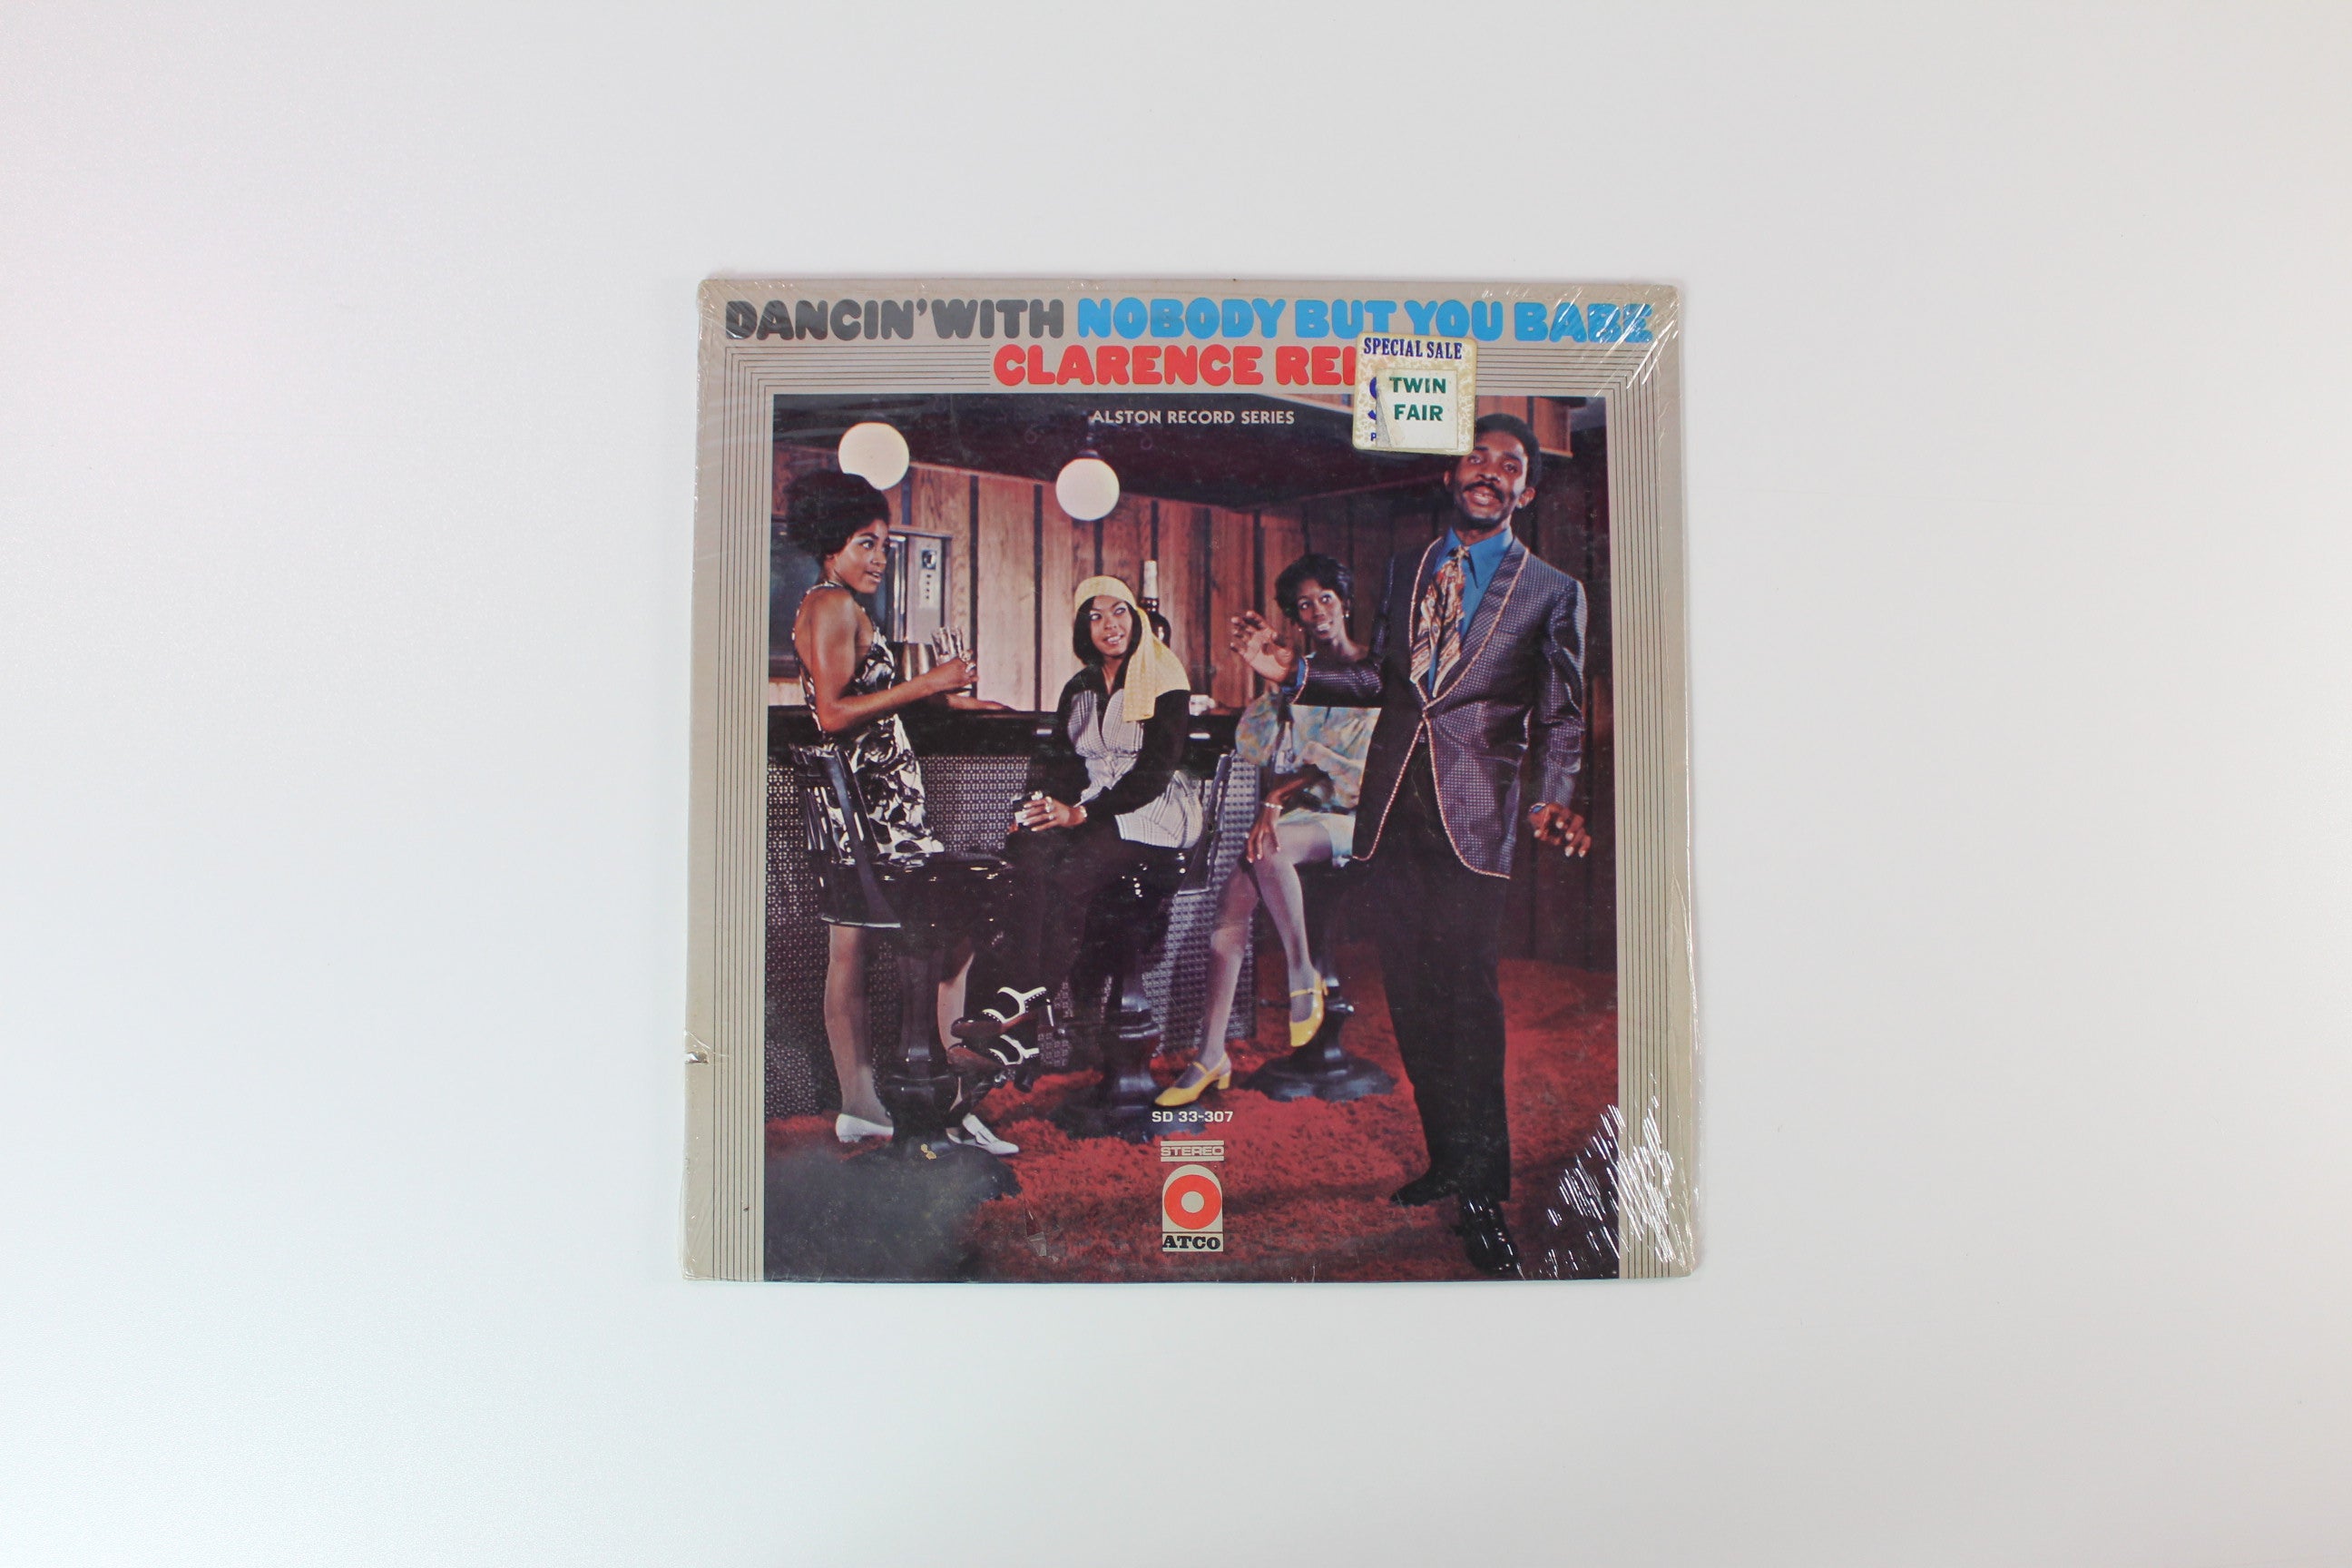 DANCIN' WITH NOBODY BUT YOU BABE
CLARENCE
SPECIAL SALE
TWIN
FAIR
ALSTON RECORD SERIES
SD 33-307
STEREO
ATCO